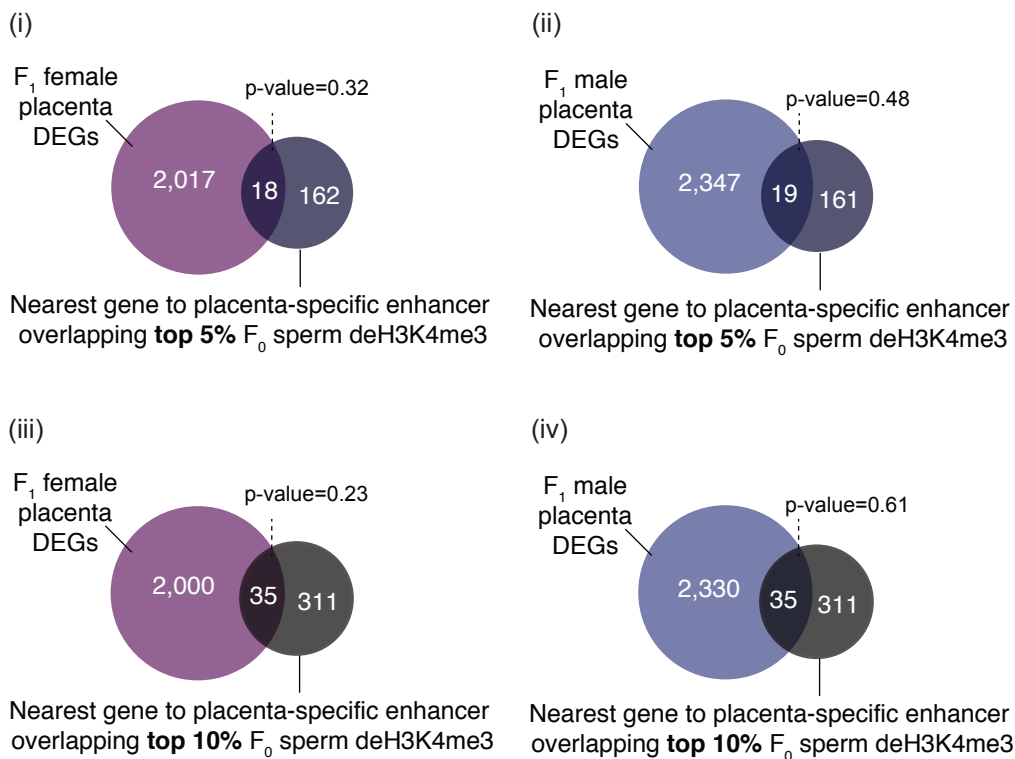 (i)
F₁ female
placenta
DEGs
p-value=0.32
2,017
18
162
Nearest gene to placenta-specific enhancer
overlapping top 5% F₀ sperm deH3K4me3
(ii)
F₁ male
placenta
DEGs
p-value=0.48
2,347
19
161
Nearest gene to placenta-specific enhancer
overlapping top 5% F₀ sperm deH3K4me3
(iii)
F₁ female
placenta
DEGs
p-value=0.23
2,000
35
311
Nearest gene to placenta-specific enhancer
overlapping top 10% F₀ sperm deH3K4me3
(iv)
F₁ male
placenta
DEGs
p-value=0.61
2,330
35
311
Nearest gene to placenta-specific enhancer
overlapping top 10% F₀ sperm deH3K4me3